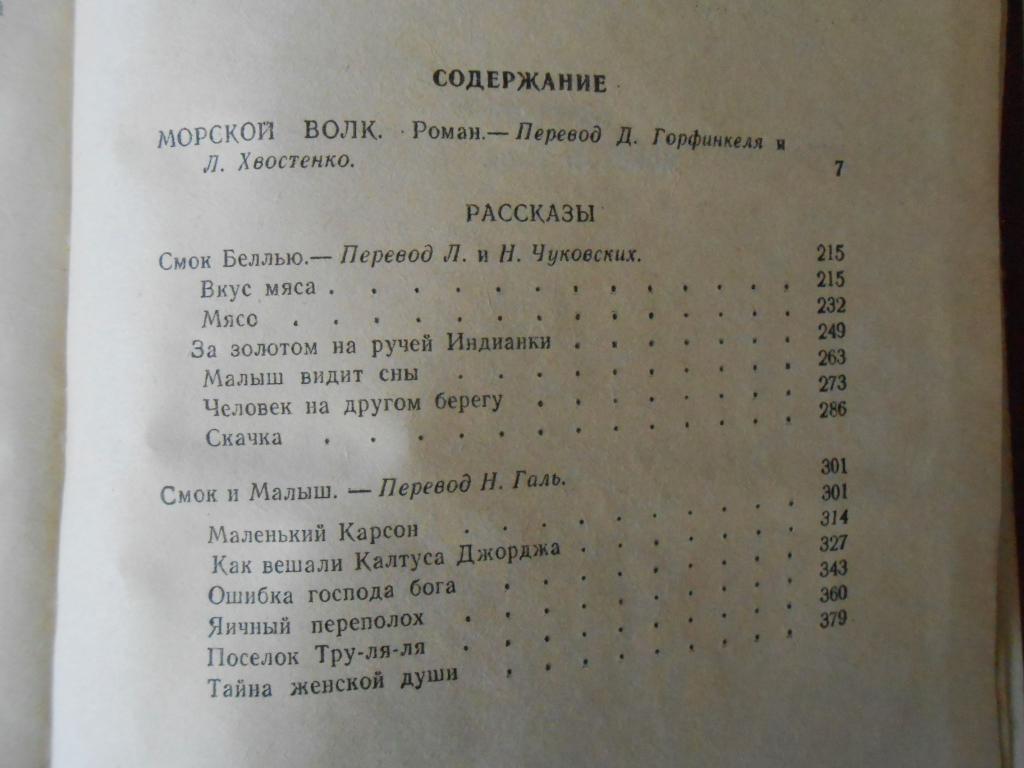 СОДЕРЖАНИЕ
МОРСКОЙ ВОЛК. Роман.— Перевод Д. Горфинкеля и
Л. Хвостенко. 7
РАССКАЗЫ
Смок Беллью.— Перевод Л. и Н. Чуковских. 215
Вкус мяса . . . . . . . . . . . . 215
Мясо . . . . . . . . . . . . . 232
За золотом на ручей Индианки . . . . . . 249
Малыш видит сны . . . . . . . . . 263
Человек на другом берегу . . . . . . . 273
Скачка . . . . . . . . . . . . 286
Смок и Малыш. — Перевод Н. Галь. 301
Маленький Карсон . . . . . . . . . 301
Как вешали Калтуса Джорджа . . . . . . 314
Ошибка господа бога . . . . . . . . 327
Яичный переполох . . . . . . . . . 343
Поселок Тру-ля-ля . . . . . . . . . 360
Тайна женской души . . . . . . . . 379